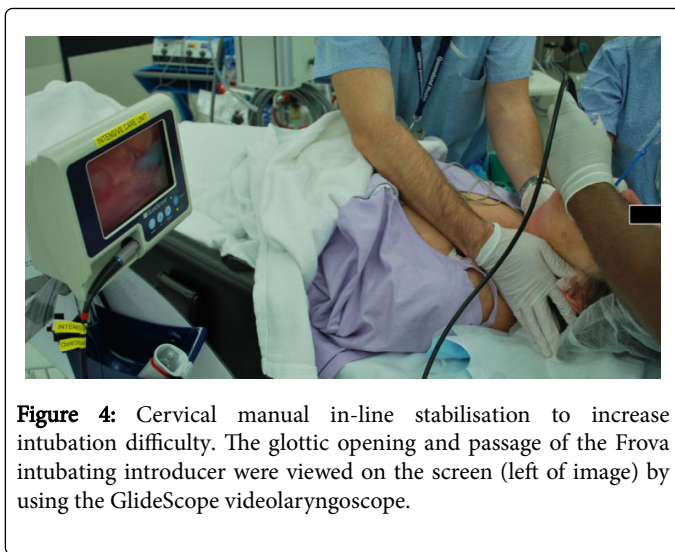 INTENSIVE CARE UNIT
GlideScope
Figure 4: Cervical manual in-line stabilisation to increase
intubation difficulty. The glottic opening and passage of the Frova
intubating introducer were viewed on the screen (left of image) by
using the GlideScope videolaryngoscope.